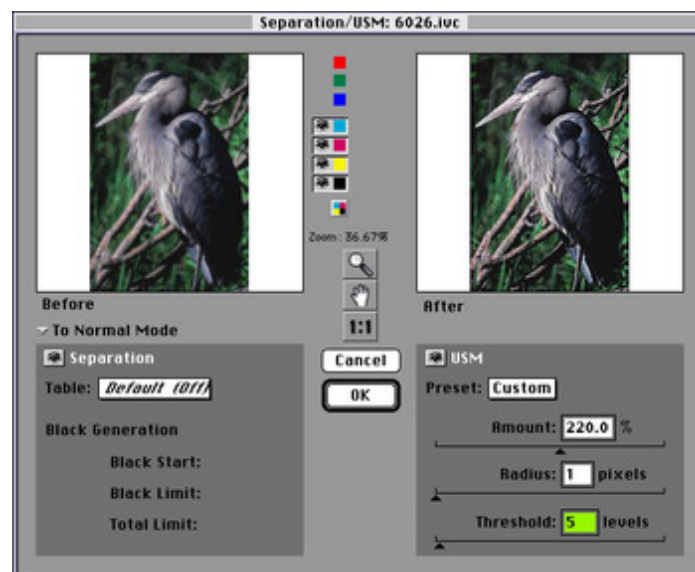 Separation/USM: 6026.ivc
Zoom: 36.67%
Before
After
To Normal Mode
1:1
Separation
Cancel
USM
Table: Default (Off)
OK
Preset: Custom
Black Generation
Amount: 220.0 %
Black Start:
Radius: 1 pixels
Black Limit:
Total Limit:
Threshold: 5 levels